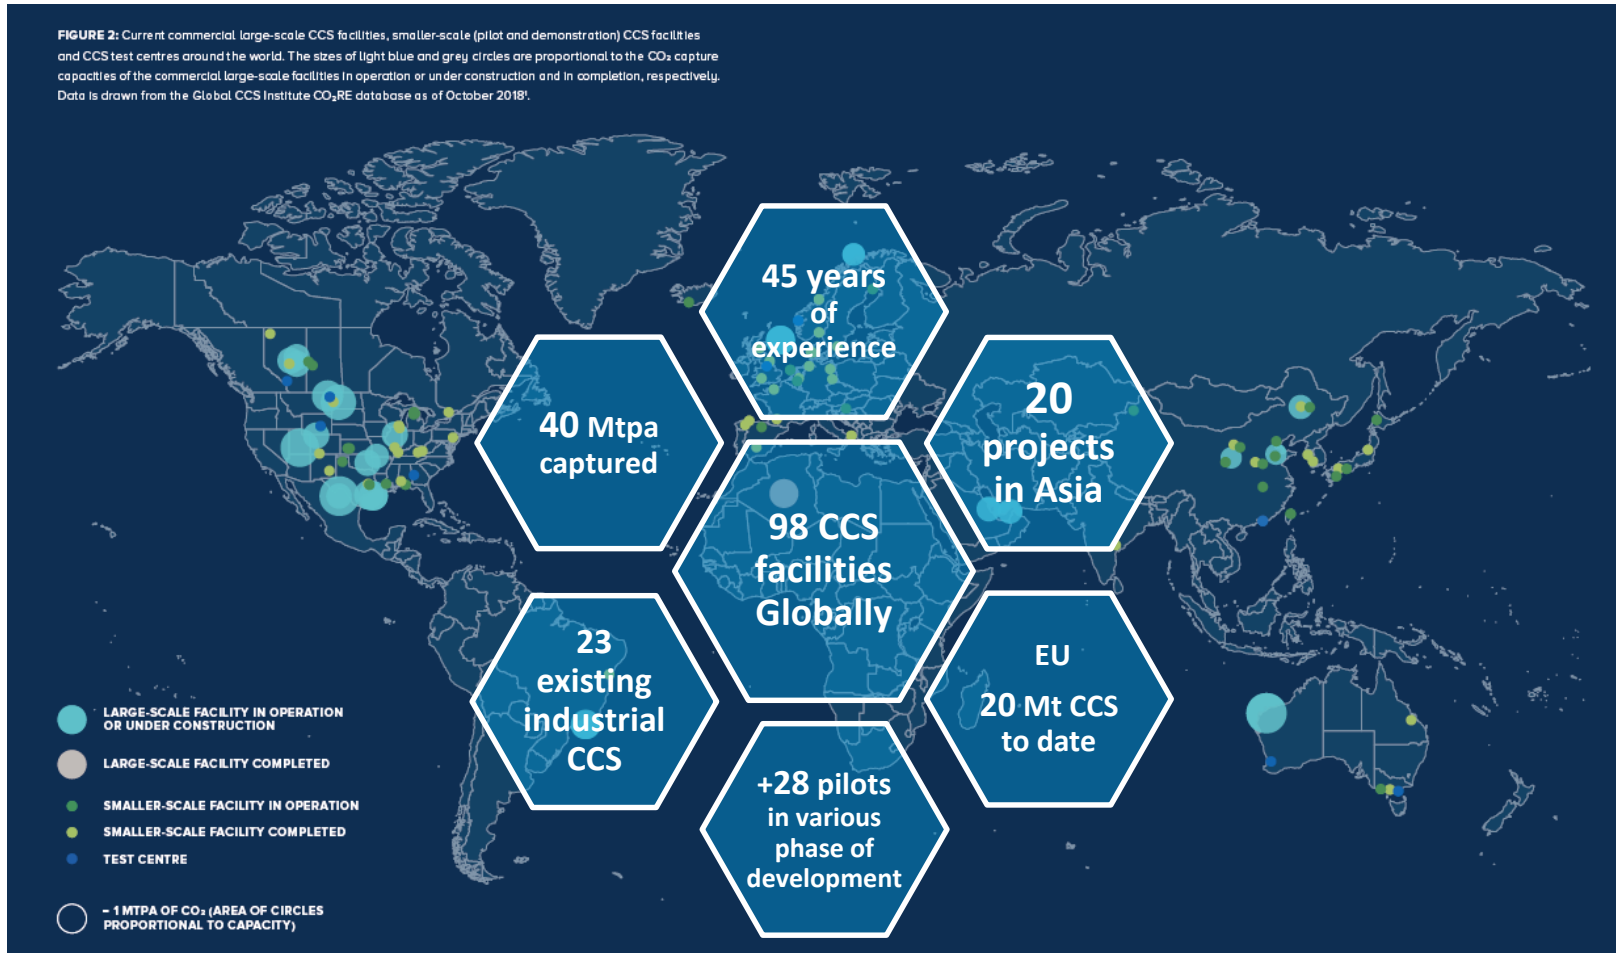 FIGURE 2: Current commercial large-scale CCS facilities, smaller-scale (pilot and demonstration) CCS facilities
and CCS test centres around the world. The sizes of light blue and grey circles are proportional to the CO₂ capture
capacities of the commercial large-scale facilities in operation or under construction and in completion, respectively.
Data is drawn from the Global CCS Institute CO₂RE database as of October 2018¹.
45 years
of
experience
40 Mtpa
captured
20
projects
in Asia
98 CCS
facilities
Globally
23
existing
industrial
CCS
EU
20 Mt CCS
to date
+28 pilots
in various
phase of
development
LARGE-SCALE FACILITY IN OPERATION
OR UNDER CONSTRUCTION
LARGE-SCALE FACILITY COMPLETED
SMALLER-SCALE FACILITY IN OPERATION
SMALLER-SCALE FACILITY COMPLETED
TEST CENTRE
= 1 MTPA OF CO₂ (AREA OF CIRCLES
PROPORTIONAL TO CAPACITY)